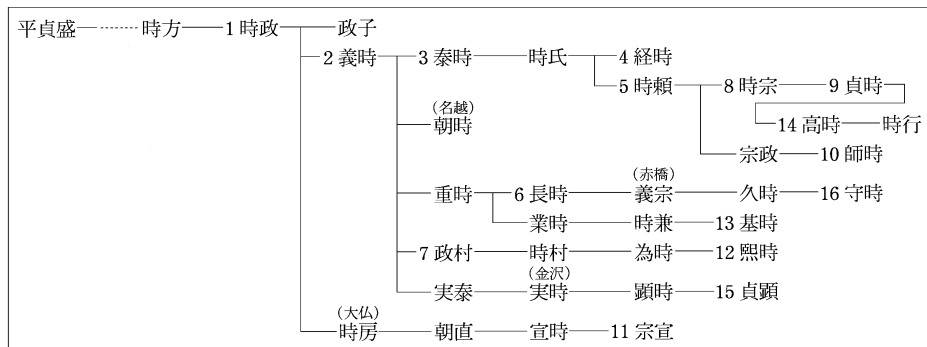 平貞盛 時方 1 時政 政子
2 義時 3 泰時 時氏 4 経時
5 時頼 8 時宗 9 貞時
(名越)
朝時 14 高時 時行
宗政 10 師時
(赤橋)
重時 6 長時 義宗 久時 16 守時
業時 時兼 13 基時
7 政村 時村 為時 12 煕時
(金沢)
実泰 実時 顕時 15 貞顕
(大仏)
時房 朝直 宣時 11 宗宣